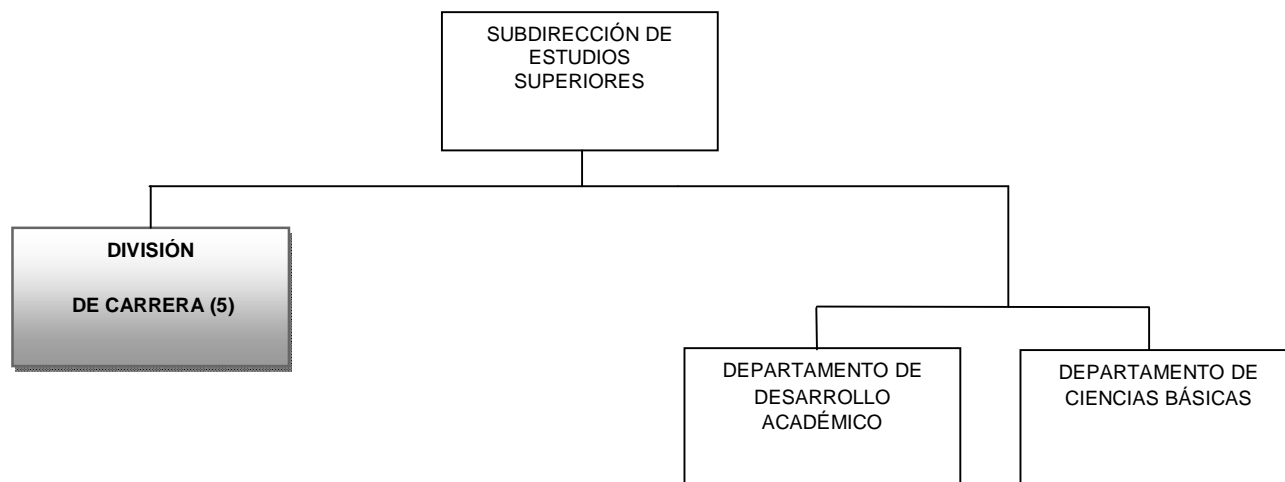 SUBDIRECCIÓN DE
ESTUDIOS
SUPERIORES
DIVISIÓN
DE CARRERA (5)
DEPARTAMENTO DE
DESARROLLO
ACADÉMICO
DEPARTAMENTO DE
CIENCIAS BÁSICAS